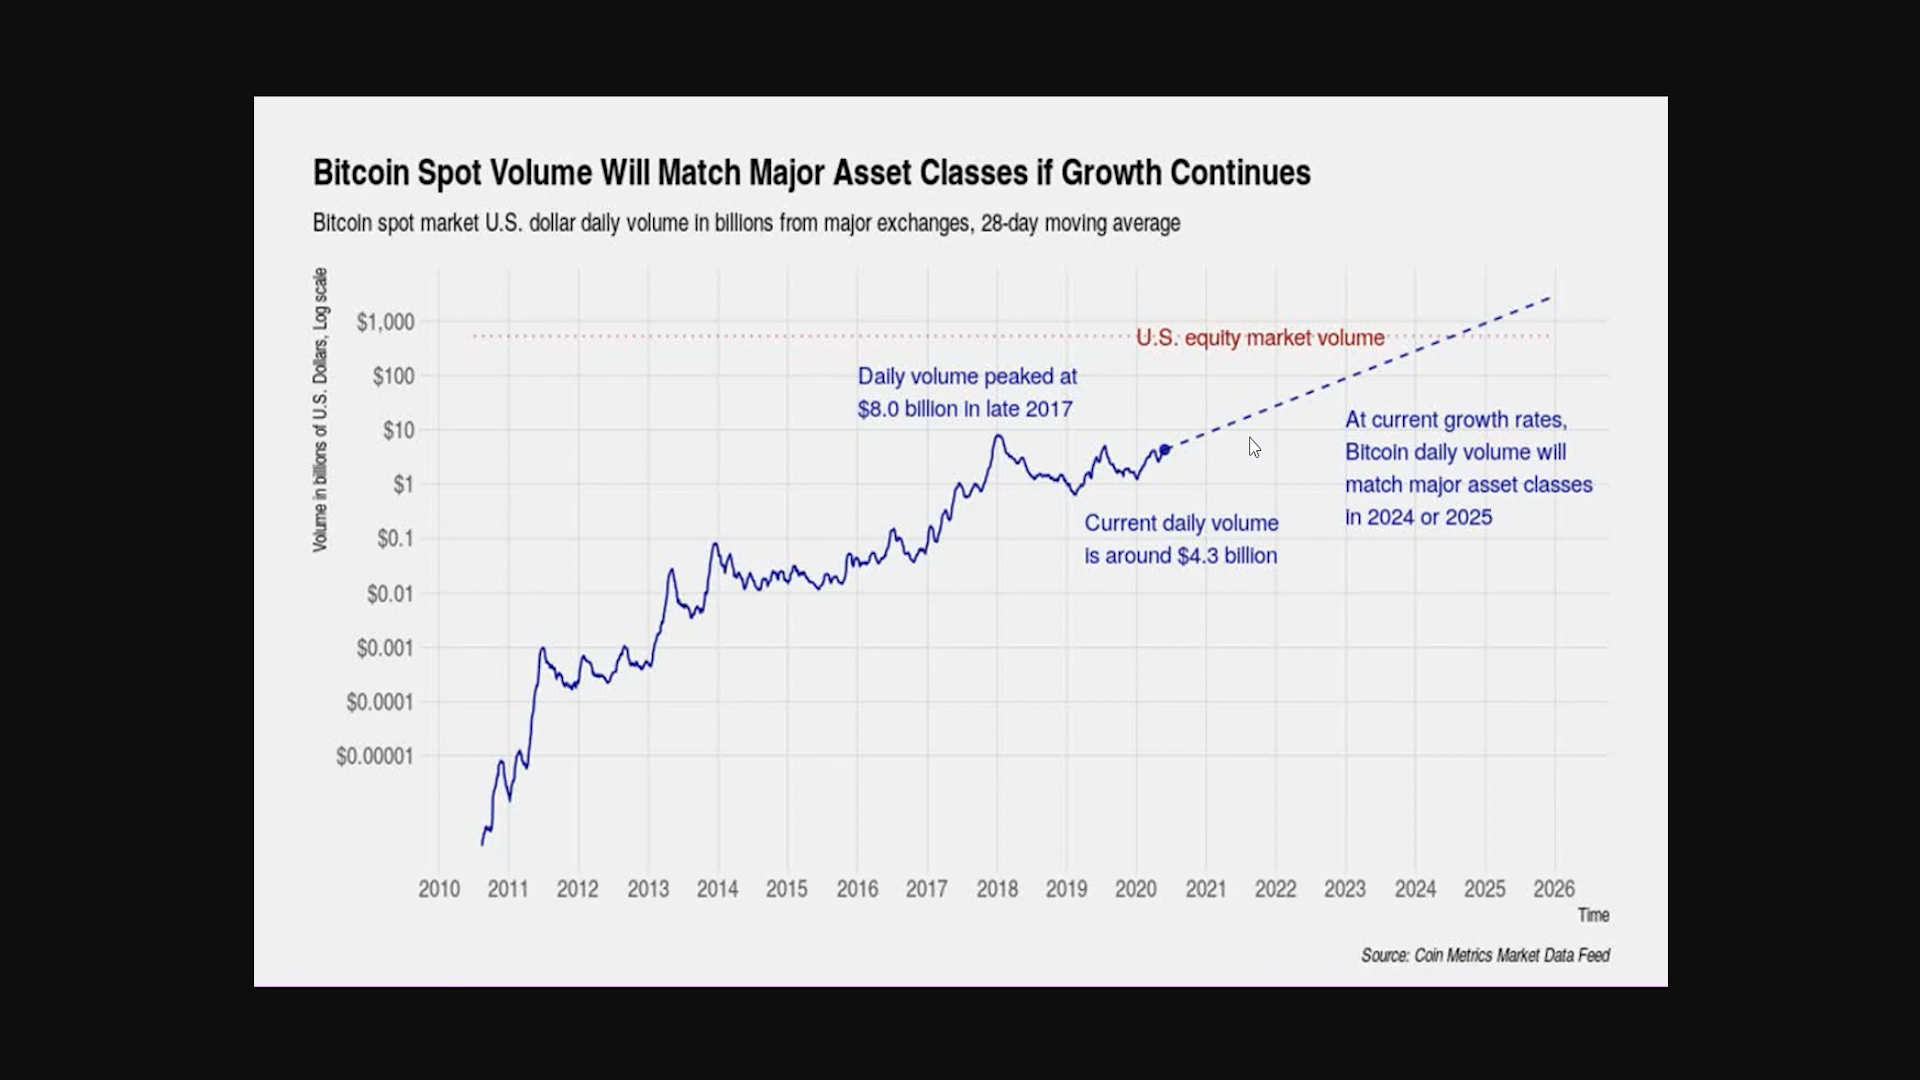 Bitcoin Spot Volume Will Match Major Asset Classes if Growth Continues
Bitcoin spot market U.S. dollar daily volume in billions from major exchanges, 28-day moving average
Volume in billions of U.S. Dollars, Log scale
$1,000
$100
$10
$1
$0.1
$0.01
$0.001
$0.0001
$0.00001
U.S. equity market volume
Daily volume peaked at
$8.0 billion in late 2017
At current growth rates,
Bitcoin daily volume will
match major asset classes
in 2024 or 2025
Current daily volume
is around $4.3 billion
2010 2011 2012 2013 2014 2015 2016 2017 2018 2019 2020 2021 2022 2023 2024 2025 2026
Time
Source: Coin Metrics Market Data Feed